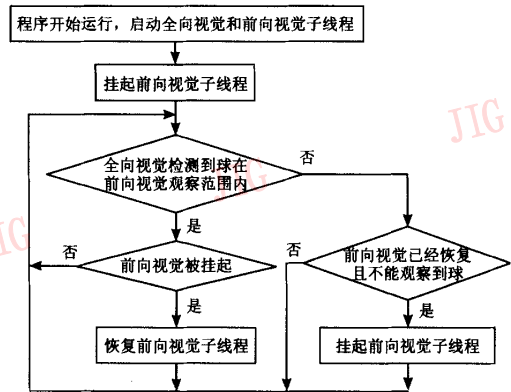 程序开始运行，启动全向视觉和前向视觉子线程
挂起前向视觉子线程
全向视觉检测到球在
前向视觉观察范围内
否
是
否
前向视觉被挂起
是
恢复前向视觉子线程
否
前向视觉已经恢复
且不能观察到球
是
挂起前向视觉子线程
JIG
JIG
JIG